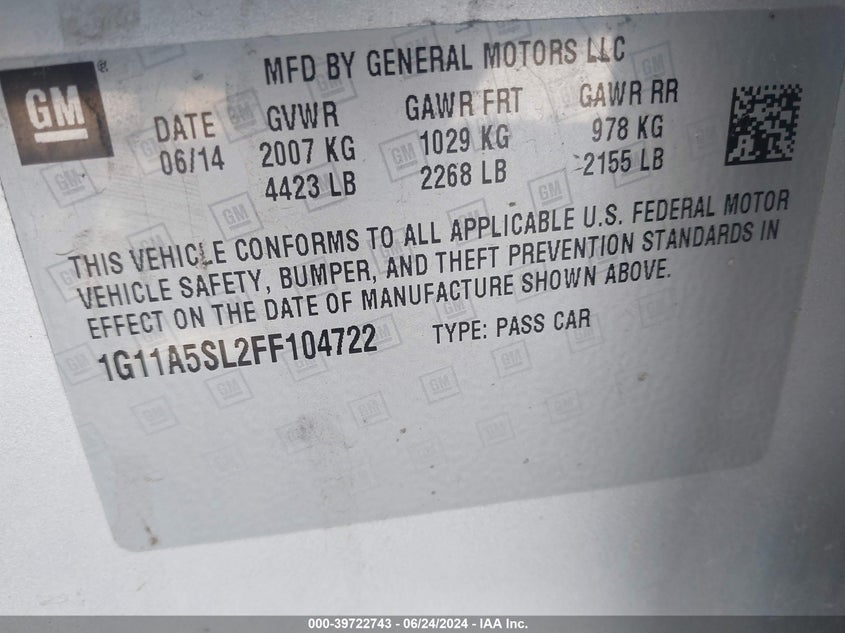 MFD BY GENERAL MOTORS LLC
GM ®
DATE GVWR GAWR FRT GAWR RR
06/14 2007 KG 1029 KG 978 KG
4423 LB 2268 LB 2155 LB
THIS VEHICLE CONFORMS TO ALL APPLICABLE U.S. FEDERAL MOTOR
VEHICLE SAFETY, BUMPER, AND THEFT PREVENTION STANDARDS IN
EFFECT ON THE DATE OF MANUFACTURE SHOWN ABOVE.
1G11A5SL2FF104722 TYPE: PASS CAR
000-39722743 - 06/24/2024 - IAA Inc.